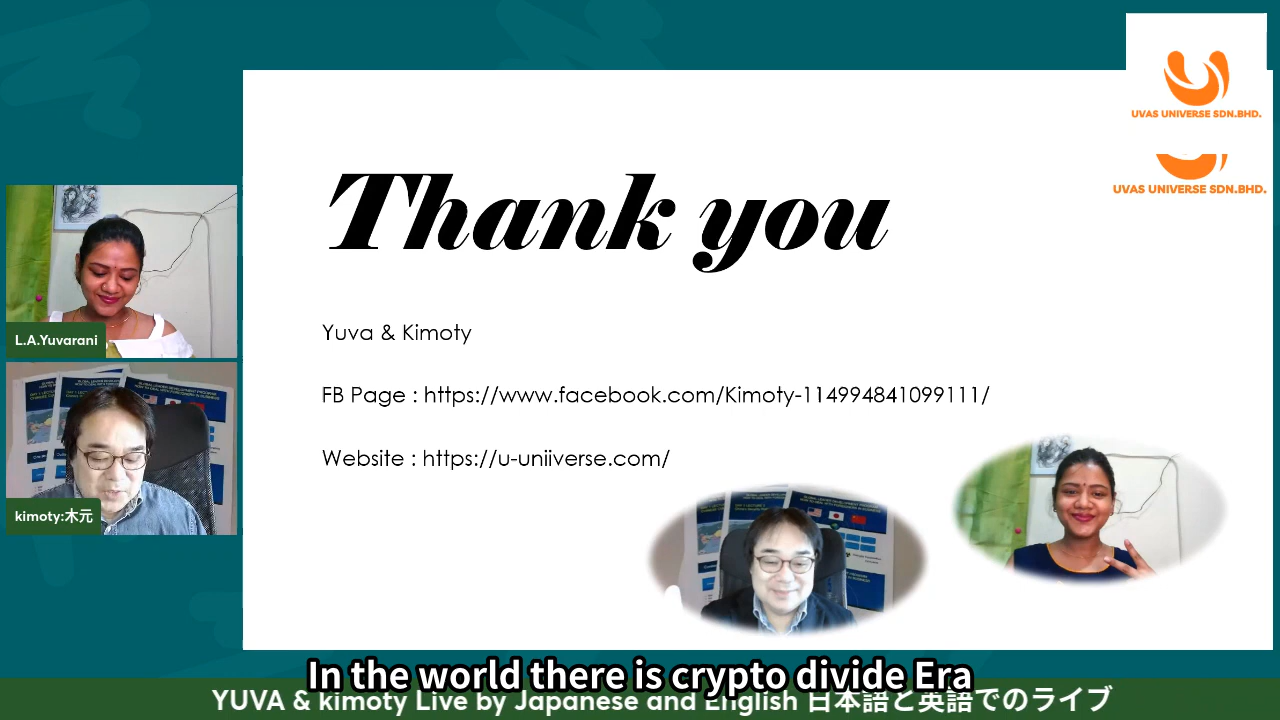 UVAS UNIVERSE SDN.BHD.
UVAS UNIVERSE SDN.BHD.
Thank you
Yuva & Kimoty
FB Page : https://www.facebook.com/Kimoty-114994841099111/
Website : https://u-uniiverse.com/
L.A.Yuvarani
kimoty:木元
In the world there is crypto divide Era
YUVA & kimoty Live by Japanese and English 日本語と英語でのライブ